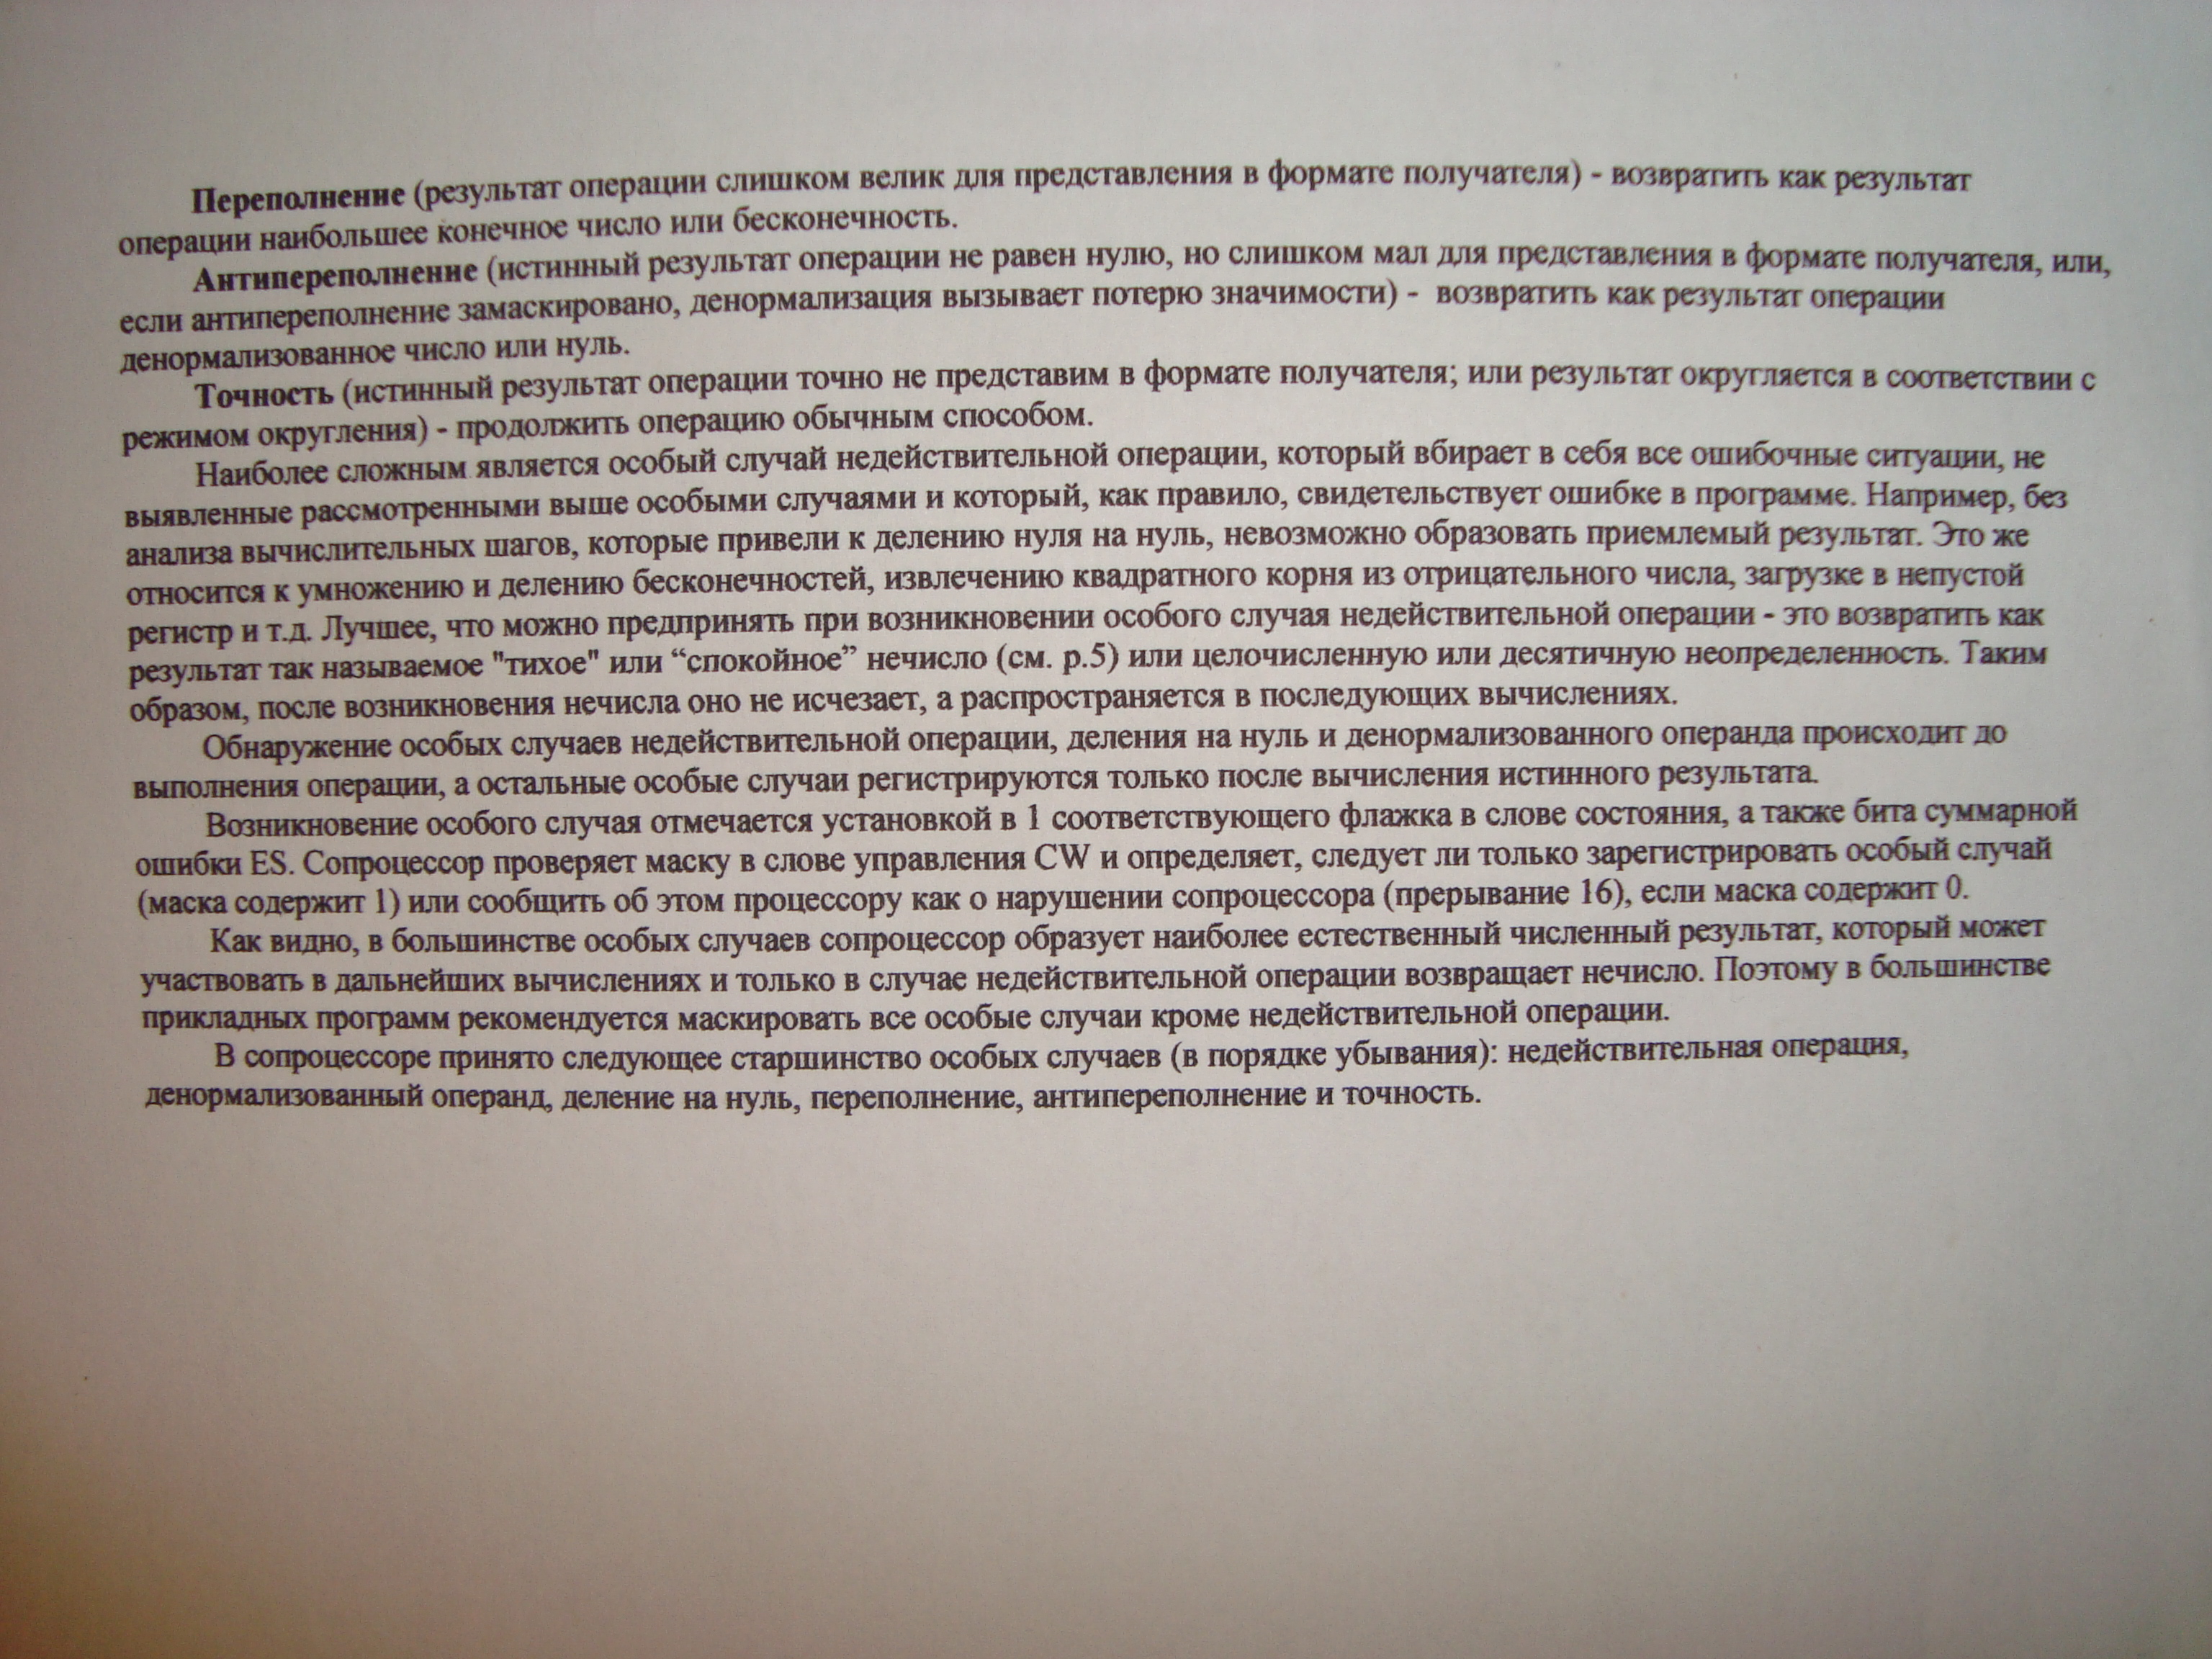 Переполнение (результат операции слишком велик для представления в формате получателя) - возвратить как результат
операции наибольшее конечное число или бесконечность.
Антипереполнение (истинный результат операции не равен нулю, но слишком мал для представления в формате получателя, или,
если антипереполнение замаскировано, денормализация вызывает потерю значимости) - возвратить как результат операции
денормализованное число или нуль.
Точность (истинный результат операции точно не представим в формате получателя; или результат округляется в соответствии с
режимом округления) - продолжить операцию обычным способом.
Наиболее сложным является особый случай недействительной операции, который вбирает в себя все ошибочные ситуации, не
выявленные рассмотренными выше особыми случаями и который, как правило, свидетельствует ошибке в программе. Например, без
анализа вычислительных шагов, которые привели к делению нуля на нуль, невозможно образовать приемлемый результат. Это же
относится к умножению и делению бесконечностей, извлечению квадратного корня из отрицательного числа, загрузке в непустой
регистр и т.д. Лучшее, что можно предпринять при возникновении особого случая недействительной операции - это возвратить как
результат так называемое "тихое" или “спокойное” нечисло (см. р.5) или целочисленную или десятичную неопределенность. Таким
образом, после возникновения нечисла оно не исчезает, а распространяется в последующих вычислениях.
Обнаружение особых случаев недействительной операции, деления на нуль и денормализованного операнда происходит до
выполнения операции, а остальные особые случаи регистрируются только после вычисления истинного результата.
Возникновение особого случая отмечается установкой в 1 соответствующего флажка в слове состояния, а также бита суммарной
ошибки ES. Сопроцессор проверяет маску в слове управления CW и определяет, следует ли только зарегистрировать особый случай
(маска содержит 1) или сообщить об этом процессору как о нарушении сопроцессора (прерывание 16), если маска содержит 0.
Как видно, в большинстве особых случаев сопроцессор образует наиболее естественный численный результат, который может
участвовать в дальнейших вычислениях и только в случае недействительной операции возвращает нечисло. Поэтому в большинстве
прикладных программ рекомендуется маскировать все особые случаи кроме недействительной операции.
В сопроцессоре принято следующее старшинство особых случаев (в порядке убывания): недействительная операция,
денормализованный операнд, деление на нуль, переполнение, антипереполнение и точность.